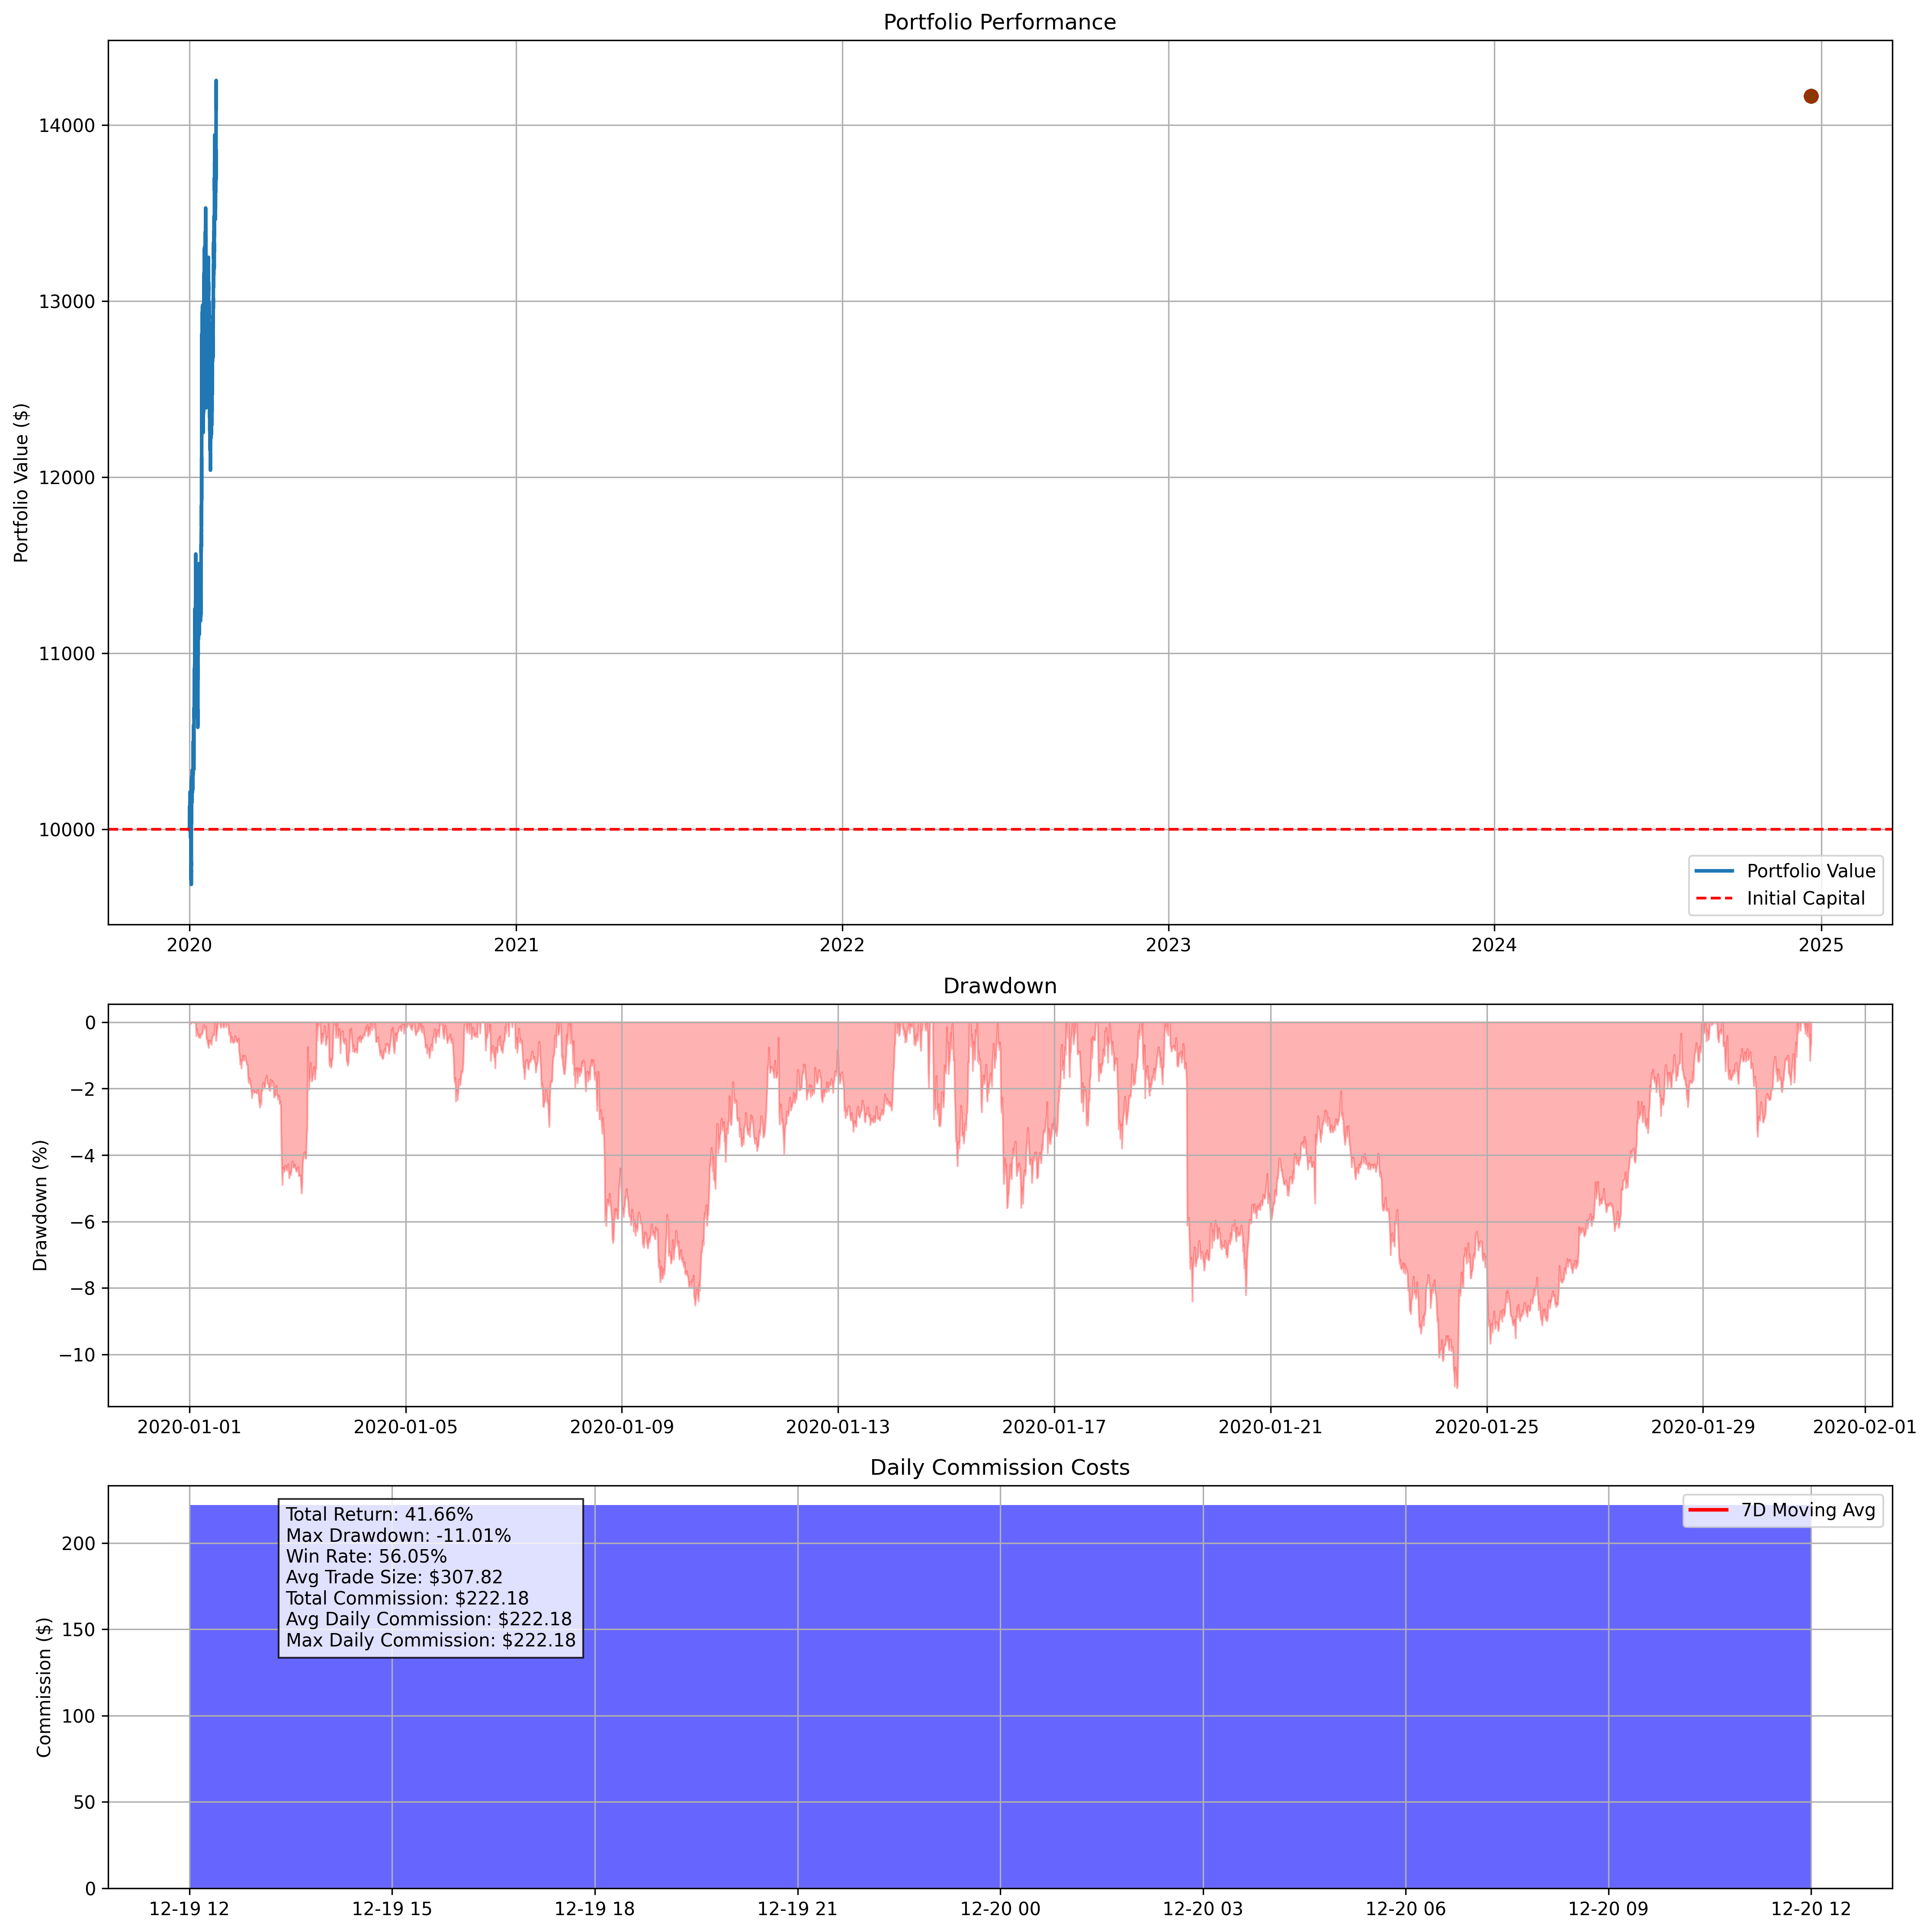 Portfolio Performance
Portfolio Value ($)
14000
13000
12000
11000
10000
Portfolio Value
Initial Capital
2020 2021 2022 2023 2024 2025
Drawdown
Drawdown (%)
0
−2
−4
−6
−8
−10
2020-01-01 2020-01-05 2020-01-09 2020-01-13 2020-01-17 2020-01-21 2020-01-25 2020-01-29 2020-02-01
Daily Commission Costs
Commission ($)
200
150
100
50
0
Total Return: 41.66%
Max Drawdown: -11.01%
Win Rate: 56.05%
Avg Trade Size: $307.82
Total Commission: $222.18
Avg Daily Commission: $222.18
Max Daily Commission: $222.18
7D Moving Avg
12-19 12 12-19 15 12-19 18 12-19 21 12-20 00 12-20 03 12-20 06 12-20 09 12-20 12